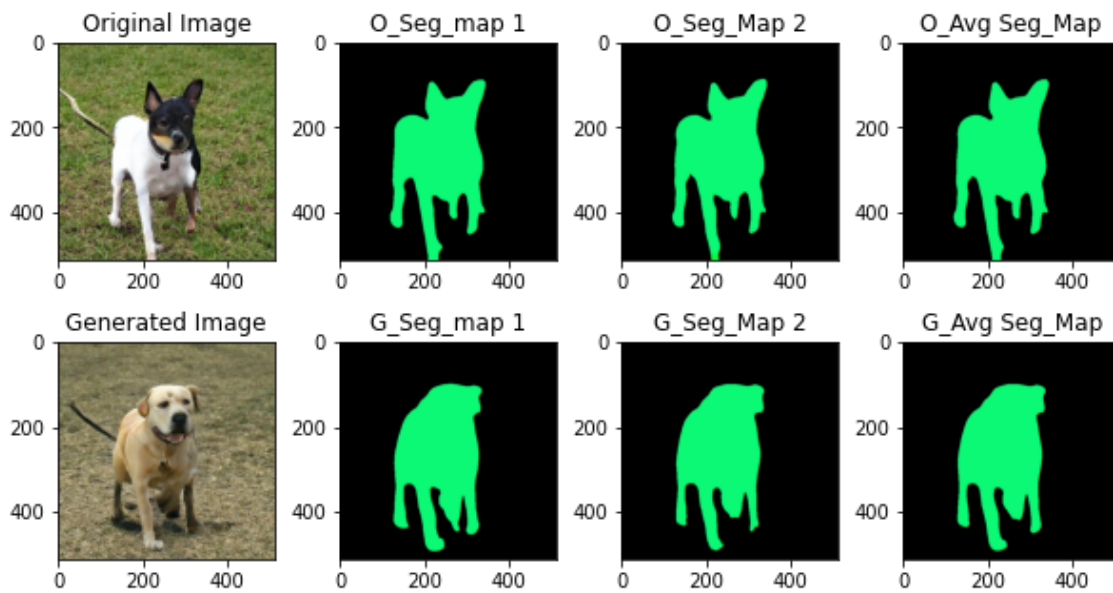 Original Image O_Seg_map 1 O_Seg_Map 2 O_Avg Seg_Map
0 0 0 0
200 200 200 200
400 400 400 400
0 200 400 0 200 400 0 200 400 0 200 400
Generated Image G_Seg_map 1 G_Seg_Map 2 G_Avg Seg_Map
0 0 0 0
200 200 200 200
400 400 400 400
0 200 400 0 200 400 0 200 400 0 200 400